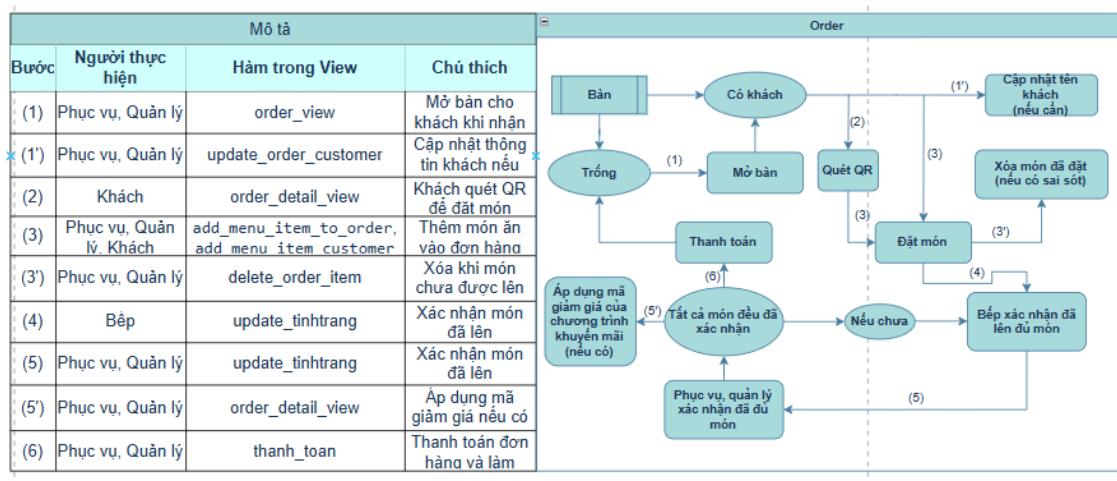 Mô tả
Bước
Người thực
hiện
Hàm trong View
Chú thích
(1)
Phục vụ, Quản lý
order_view
Mở bàn cho
khách khi nhận
(1')
Phục vụ, Quản lý
update_order_customer
Cập nhật thông
tin khách nếu
(2)
Khách
order_detail_view
Khách quét QR
để đăt món
(3)
Phục vụ, Quản
lý, Khách
add_menu_item_to_order,
add_menu_item_customer
Thêm món ăn
vào đơn hàng
(3')
Phục vụ, Quản lý
delete_order_item
Xóa khi món
chưa được lên
(4)
Bếp
update_tinhtrang
Xác nhận món
đã lên
(5)
Phục vụ, Quản lý
update_tinhtrang
Xác nhận món
đã lên
(5')
Phục vụ, Quản lý
order_detail_view
Áp dụng mã
giảm giá nếu có
(6)
Phục vụ, Quản lý
thanh_toan
Thanh toán đơn
hàng và làm
Order
Bàn
Có khách
(1')
Cập nhật tên
khách
(nếu cần)
(2)
(3)
Trống
(1)
Mở bàn
Quét QR
Xóa món đã đặt
(nếu có sai sót)
(3)
Thanh toán
Đặt món
(3')
(6)
(4)
Áp dụng mã
giảm giá của
chương trình
khuyến mãi
(nếu có)
(5')
Tất cả món đều đã
xác nhận
Nếu chưa
Bếp xác nhận đã
lên đủ món
Phục vụ, quản lý
xác nhận đã đủ
món
(5)